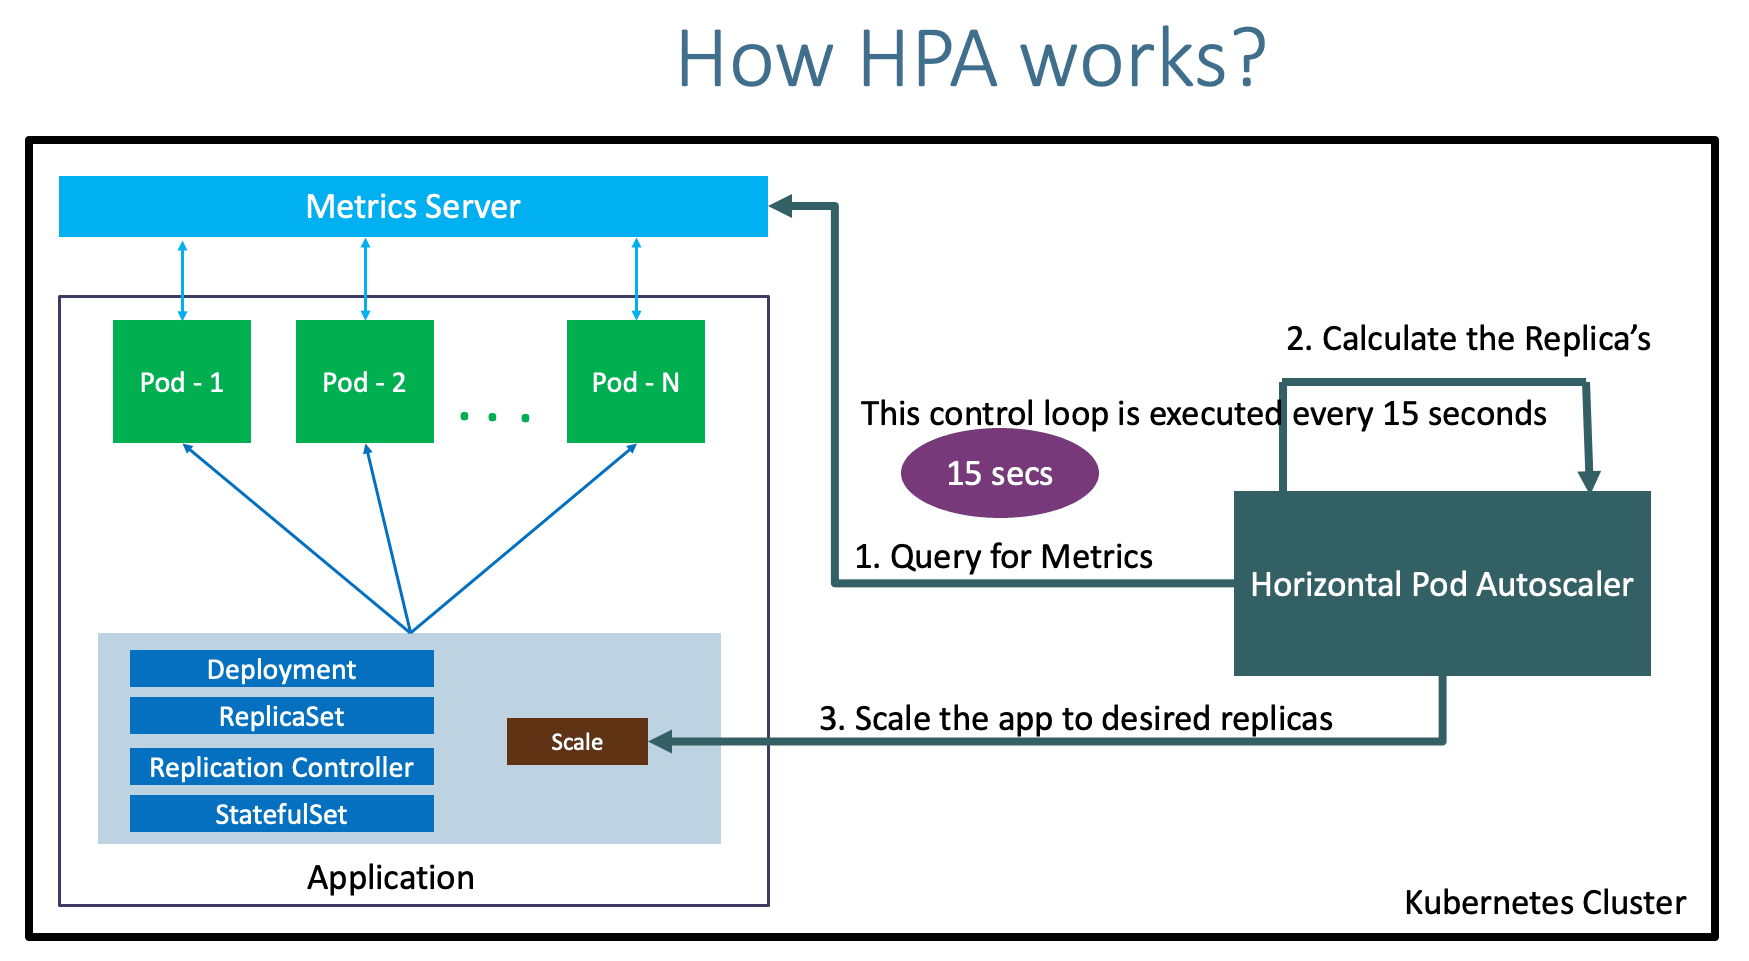 How HPA works?
Metrics Server
Pod - 1
Pod - 2
. . .
Pod - N
2. Calculate the Replica’s
This control loop is executed every 15 seconds
15 secs
1. Query for Metrics
Horizontal Pod Autoscaler
Deployment
ReplicaSet
Replication Controller
StatefulSet
Scale
3. Scale the app to desired replicas
Application
Kubernetes Cluster